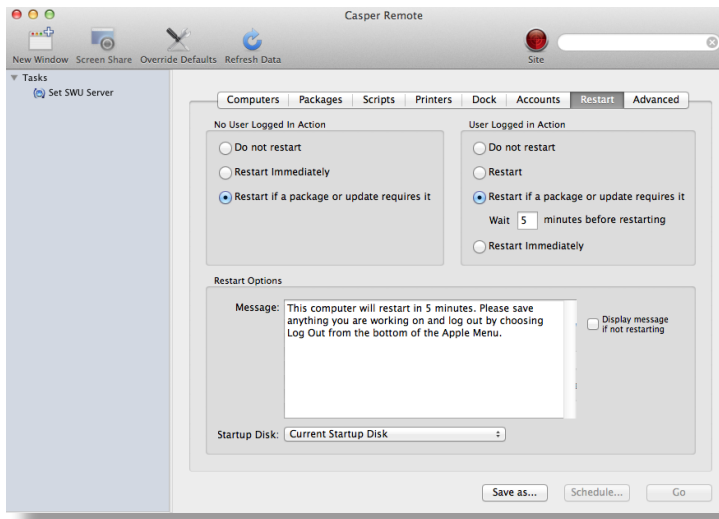 Casper Remote
New Window Screen Share Override Defaults Refresh Data Site
Tasks
Set SWU Server
Computers Packages Scripts Printers Dock Accounts Restart Advanced
No User Logged In Action
Do not restart
Restart Immediately
Restart if a package or update requires it
User Logged in Action
Do not restart
Restart
Restart if a package or update requires it
Wait 5 minutes before restarting
Restart Immediately
Restart Options
Message:
This computer will restart in 5 minutes. Please save
anything you are working on and log out by choosing
Log Out from the bottom of the Apple Menu.
Display message
if not restarting
Startup Disk: Current Startup Disk
Save as... Schedule... Go